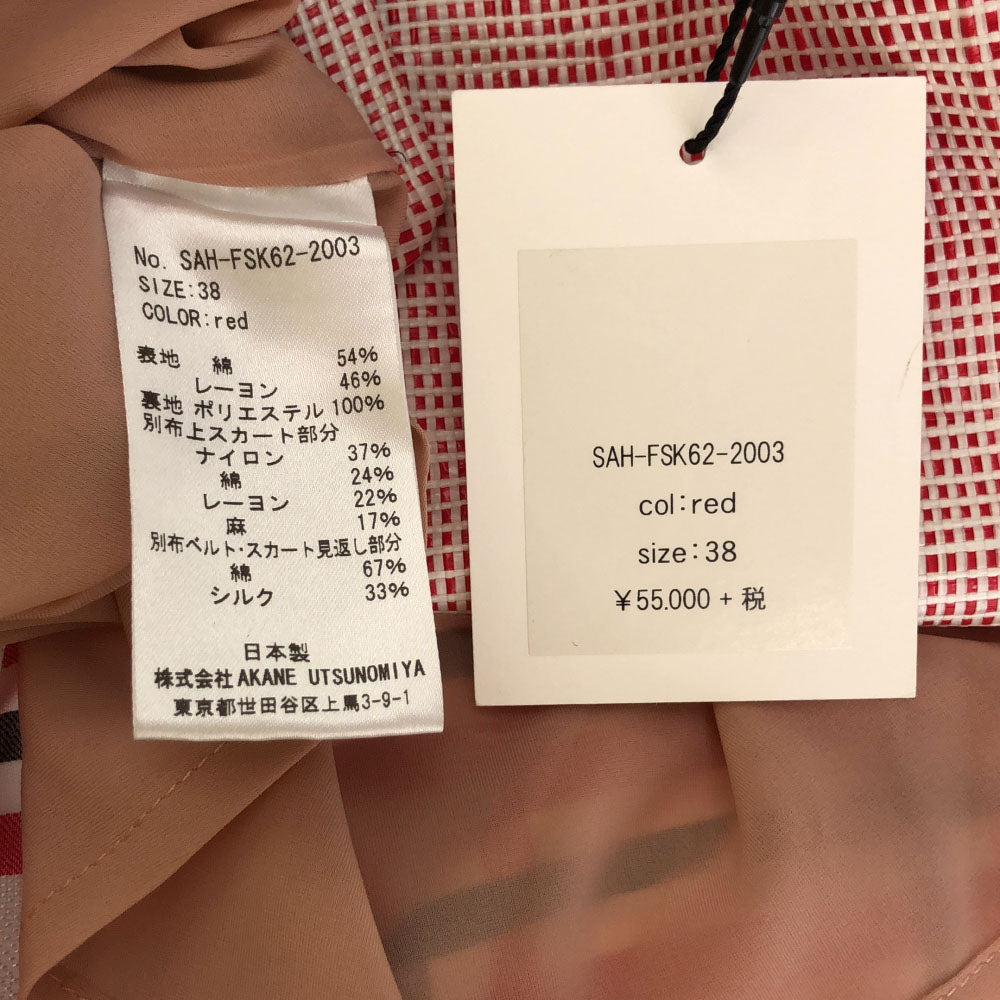 No. SAH-FSK62-2003
SIZE:38
COLOR:red
表地 綿 54%
レーヨン 46%
裏地 ポリエステル 100%
別布上スカート部分
ナイロン 37%
綿 24%
レーヨン 22%
麻 17%
別布ベルト・スカート見返し部分
綿 67%
シルク 33%
日本製
株式会社AKANE UTSUNOMIYA
東京都世田谷区上馬3-9-1
SAH-FSK62-2003
col:red
size:38
¥55.000 + 税